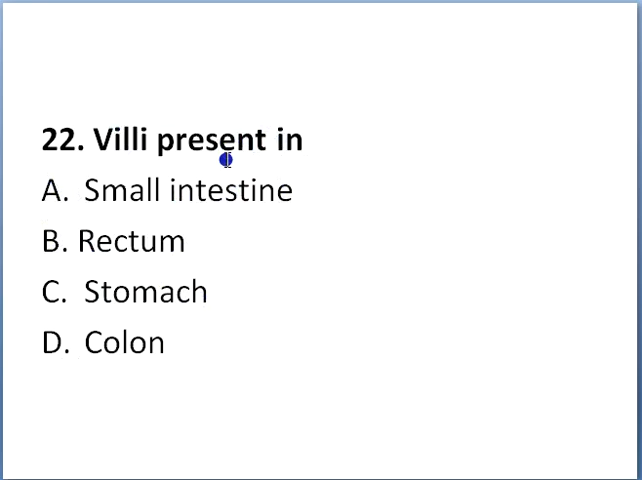 22. Villi present in
A. Small intestine
B. Rectum
C. Stomach
D. Colon